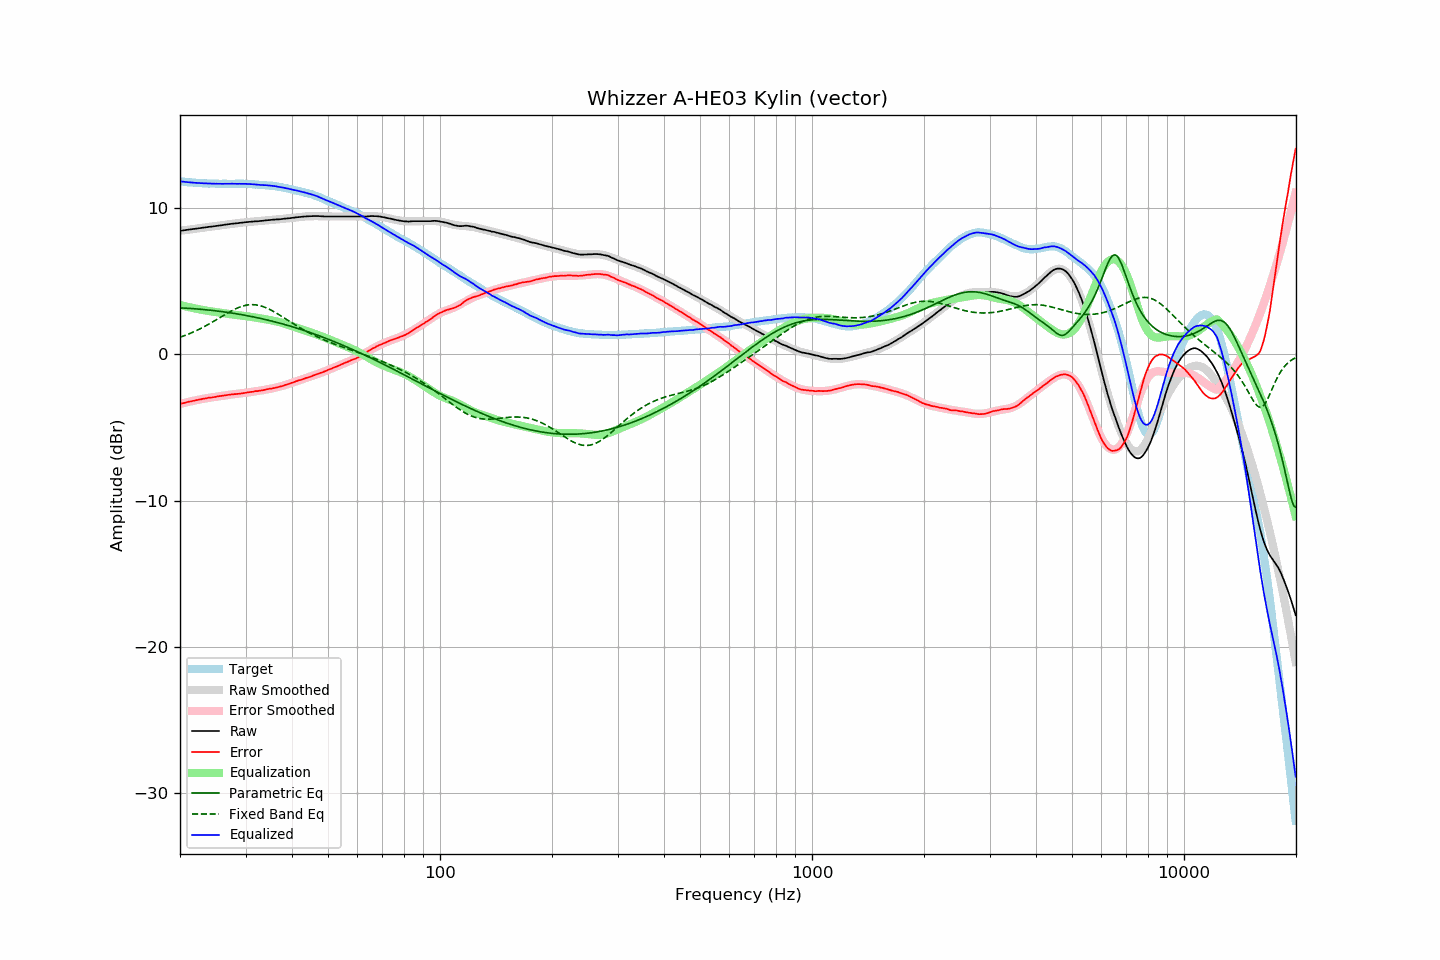 Whizzer A-HE03 Kylin (vector)
10
0
−10
−20
−30
Amplitude (dBr)
Target
Raw Smoothed
Error Smoothed
Raw
Error
Equalization
Parametric Eq
Fixed Band Eq
Equalized
100 1000 10000
Frequency (Hz)